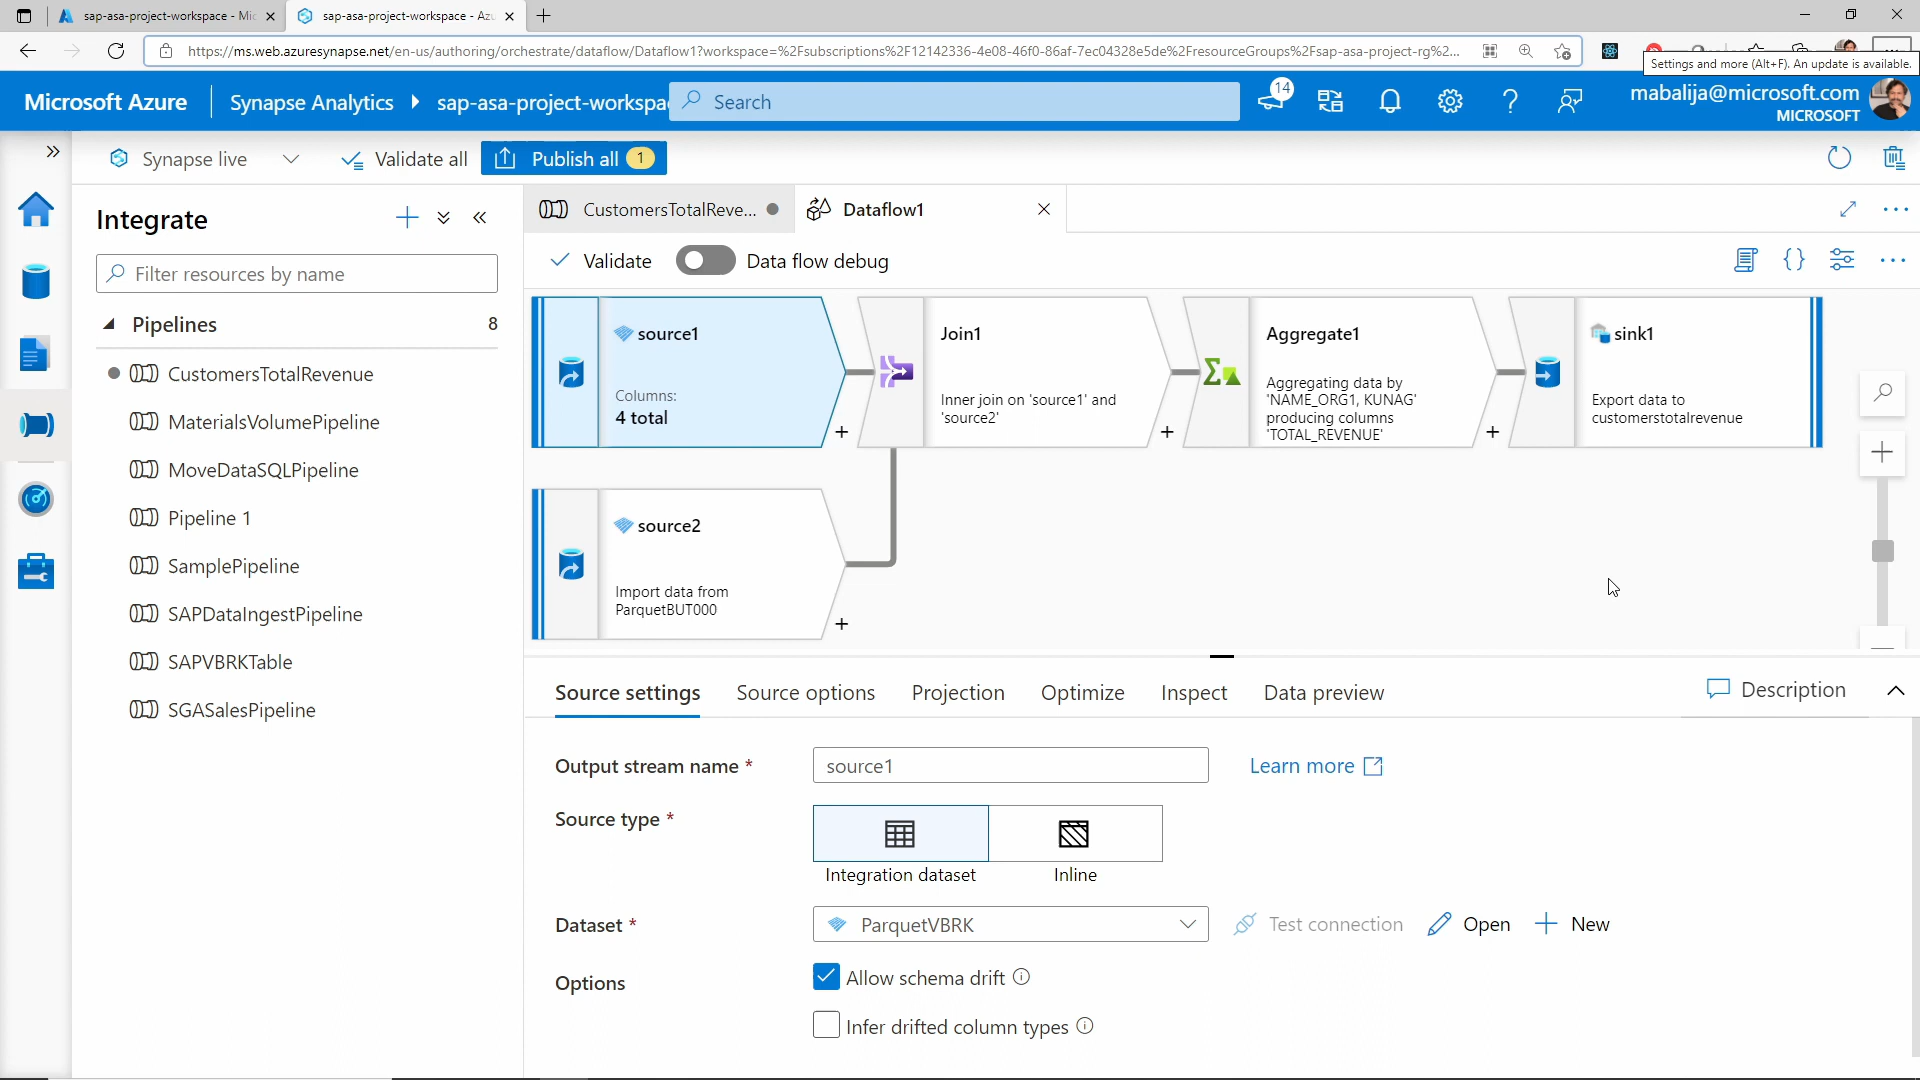 sap-asa-project-workspace - Mic
sap-asa-project-workspace - Azu
https://ms.web.azuresynapse.net/en-us/authoring/orchestrate/dataflow/Dataflow1?workspace=%2Fsubscriptions%2F12142336-4e08-46f0-86af-7ec04328e5de%2FresourceGroups%2Fsap-asa-project-rg%2...
Settings and more (Alt+F). An update is available.
Microsoft Azure
Synapse Analytics
sap-asa-project-workspa
Search
14
mabalija@microsoft.com
MICROSOFT
Synapse live
Validate all
Publish all
1
Integrate
Filter resources by name
Pipelines
8
CustomersTotalRevenue
MaterialsVolumePipeline
MoveDataSQLPipeline
Pipeline 1
SamplePipeline
SAPDataIngestPipeline
SAPVBRKTable
SGASalesPipeline
CustomersTotalReve...
Dataflow1
Validate
Data flow debug
source1
Columns:
4 total
+
Join1
Inner join on 'source1' and
'source2'
+
Aggregate1
Aggregating data by
'NAME_ORG1, KUNAG'
producing columns
'TOTAL_REVENUE'
+
sink1
Export data to
customerstotalrevenue
source2
Import data from
ParquetBUT000
+
Source settings
Source options
Projection
Optimize
Inspect
Data preview
Description
Output stream name *
source1
Learn more
Source type *
Integration dataset
Inline
Dataset *
ParquetVBRK
Test connection
Open
New
Options
Allow schema drift
Infer drifted column types